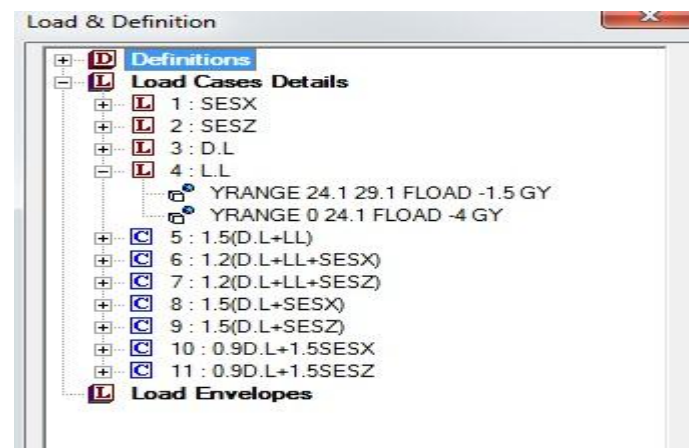 Load & Definition
Definitions
Load Cases Details
1 : SESX
2 : SESZ
3 : D.L
4 : L.L
YRANGE 24.1 29.1 FLOAD -1.5 GY
YRANGE 0 24.1 FLOAD -4 GY
5 : 1.5(D.L+LL)
6 : 1.2(D.L+LL+SESX)
7 : 1.2(D.L+LL+SESZ)
8 : 1.5(D.L+SESX)
9 : 1.5(D.L+SESZ)
10 : 0.9D.L+1.5SESX
11 : 0.9D.L+1.5SESZ
Load Envelopes